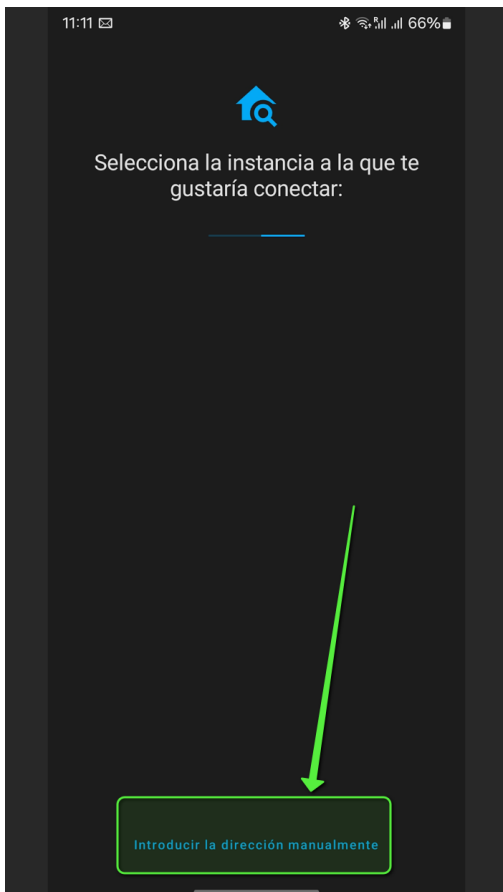 11:11 66%
Selecciona la instancia a la que te
gustaría conectar:
Introducir la dirección manualmente